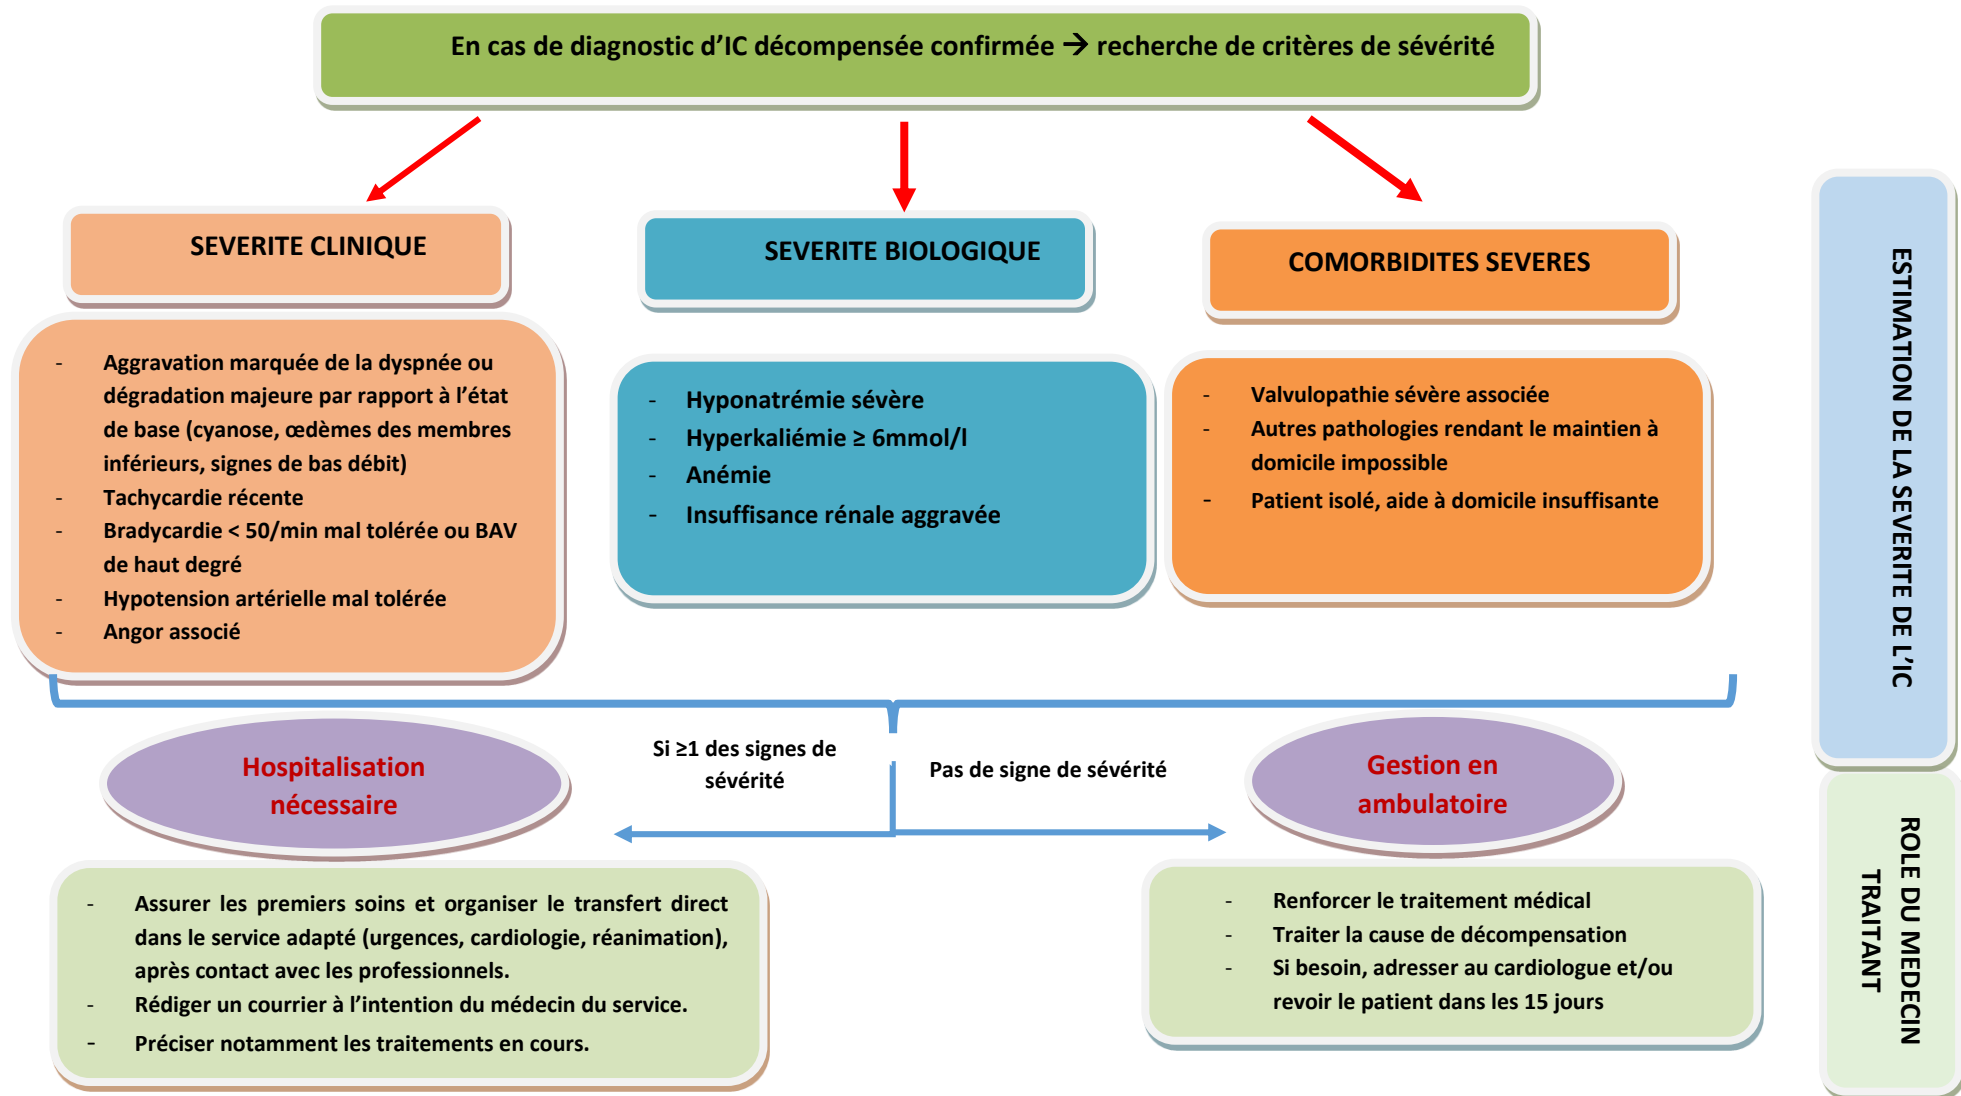 En cas de diagnostic d’IC décompensée confirmée → recherche de critères de sévérité
SEVERITE CLINIQUE
- Aggravation marquée de la dyspnée ou
dégradation majeure par rapport à l’état
de base (cyanose, œdèmes des membres
inférieurs, signes de bas débit)
- Tachycardie récente
- Bradycardie < 50/min mal tolérée ou BAV
de haut degré
- Hypotension artérielle mal tolérée
- Angor associé
SEVERITE BIOLOGIQUE
- Hyponatrémie sévère
- Hyperkaliémie ≥ 6mmol/l
- Anémie
- Insuffisance rénale aggravée
COMORBIDITES SEVERES
- Valvulopathie sévère associée
- Autres pathologies rendant le maintien à
domicile impossible
- Patient isolé, aide à domicile insuffisante
ESTIMATION DE LA SEVERITE DE L’IC
Hospitalisation
nécessaire
Si ≥1 des signes de
sévérité
Pas de signe de sévérité
Gestion en
ambulatoire
- Assurer les premiers soins et organiser le transfert direct
dans le service adapté (urgences, cardiologie, réanimation),
après contact avec les professionnels.
- Rédiger un courrier à l’intention du médecin du service.
- Préciser notamment les traitements en cours.
- Renforcer le traitement médical
- Traiter la cause de décompensation
- Si besoin, adresser au cardiologue et/ou
revoir le patient dans les 15 jours
ROLE DU MEDECIN
TRAITANT